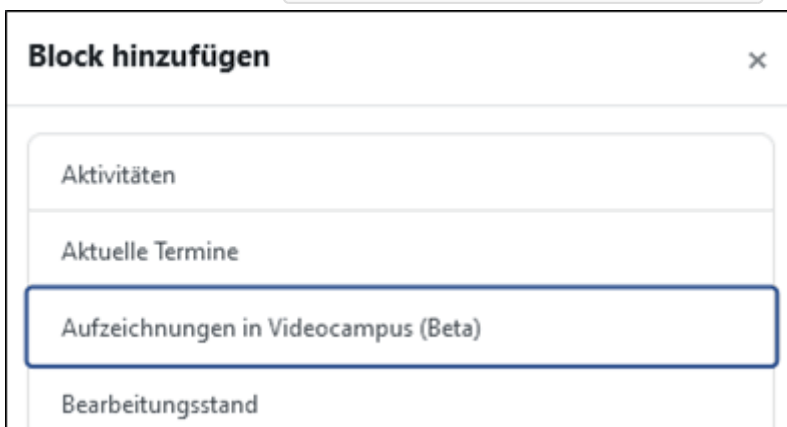 Block hinzufügen
×
Aktivitäten
Aktuelle Termine
Aufzeichnungen in Videocampus (Beta)
Bearbeitungsstand